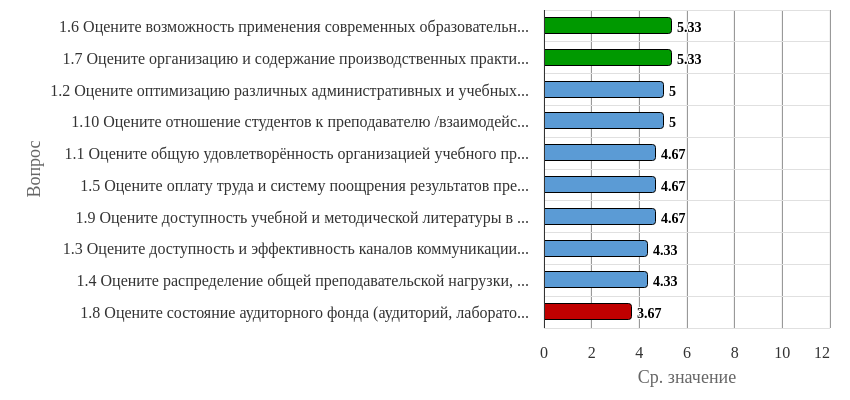 1.6 Оцените возможность применения современных образовательн... 5.33
1.7 Оцените организацию и содержание производственных практи... 5.33
1.2 Оцените оптимизацию различных административных и учебных... 5
1.10 Оцените отношение студентов к преподавателю /взаимодейс... 5
1.1 Оцените общую удовлетворённость организацией учебного пр... 4.67
1.5 Оцените оплату труда и систему поощрения результатов пре... 4.67
1.9 Оцените доступность учебной и методической литературы в ... 4.67
1.3 Оцените доступность и эффективность каналов коммуникации... 4.33
1.4 Оцените распределение общей преподавательской нагрузки, ... 4.33
1.8 Оцените состояние аудиторного фонда (аудиторий, лаборато... 3.67
Вопрос
0 2 4 6 8 10 12
Ср. значение